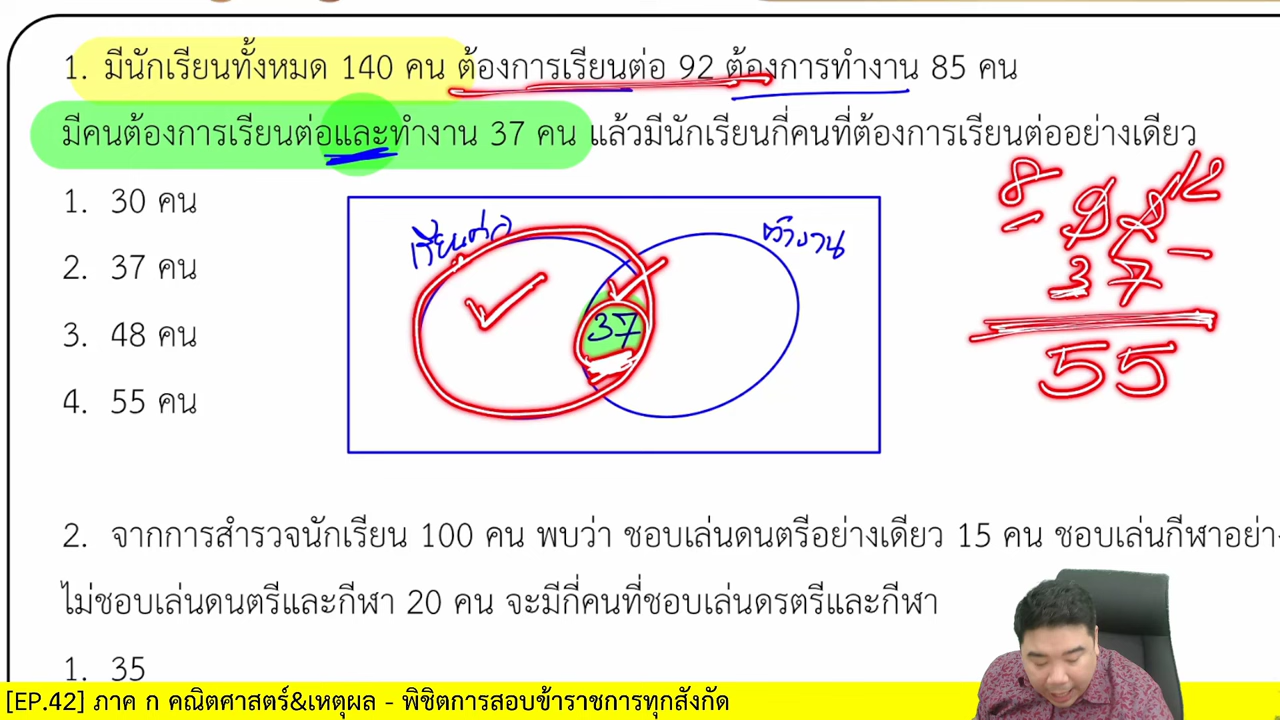 1. มีนักเรียนทั้งหมด 140 คน ต้องการเรียนต่อ 92 ต้องการทำงาน 85 คน
มีคนต้องการเรียนต่อและทำงาน 37 คน แล้วมีนักเรียนกี่คนที่ต้องการเรียนต่ออย่างเดียว
1. 30 คน
2. 37 คน
3. 48 คน
4. 55 คน
เรียนต่อ
ทำงาน
37
8 12
37 -
55
2. จากการสำรวจนักเรียน 100 คน พบว่า ชอบเล่นดนตรีอย่างเดียว 15 คน ชอบเล่นกีฬาอย่าง
ไม่ชอบเล่นดนตรีและกีฬา 20 คน จะมีกี่คนที่ชอบเล่นดรตรีและกีฬา
1. 35
[EP.42] ภาค ก คณิตศาสตร์&เหตุผล - พิชิตการสอบข้าราชการทุกสังกัด